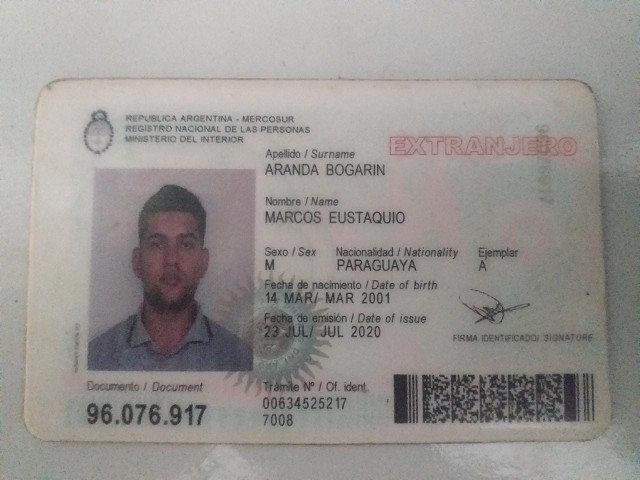 REPUBLICA ARGENTINA - MERCOSUR
REGISTRO NACIONAL DE LAS PERSONAS
MINISTERIO DEL INTERIOR
EXTRANJERO
Apellido / Surname
ARANDA BOGARIN
Nombre / Name
MARCOS EUSTAQUIO
Sexo / Sex Nacionalidad / Nationality Ejemplar
M PARAGUAYA A
Fecha de nacimiento / Date of birth
14 MAR/ MAR 2001
Fecha de emisión / Date of issue
23 JUL/ JUL 2020
FIRMA IDENTIFICADO/ SIGNATURE
Documento / Document
96.076.917
Trámite Nº / Of. ident.
00634525217
7008